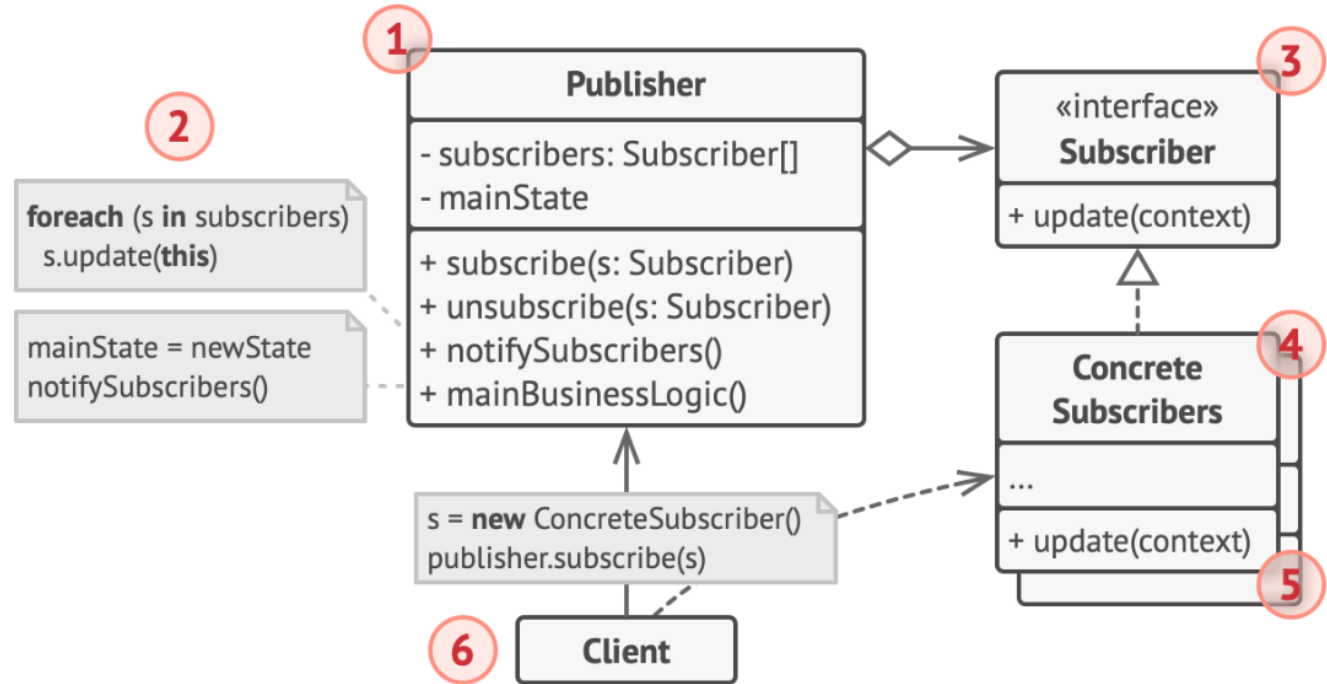 1
Publisher
- subscribers: Subscriber[]
- mainState
+ subscribe(s: Subscriber)
+ unsubscribe(s: Subscriber)
+ notifySubscribers()
+ mainBusinessLogic()
2
foreach (s in subscribers)
s.update(this)
mainState = newState
notifySubscribers()
3
«interface»
Subscriber
+ update(context)
4
Concrete
Subscribers
...
+ update(context)
5
s = new ConcreteSubscriber()
publisher.subscribe(s)
6
Client